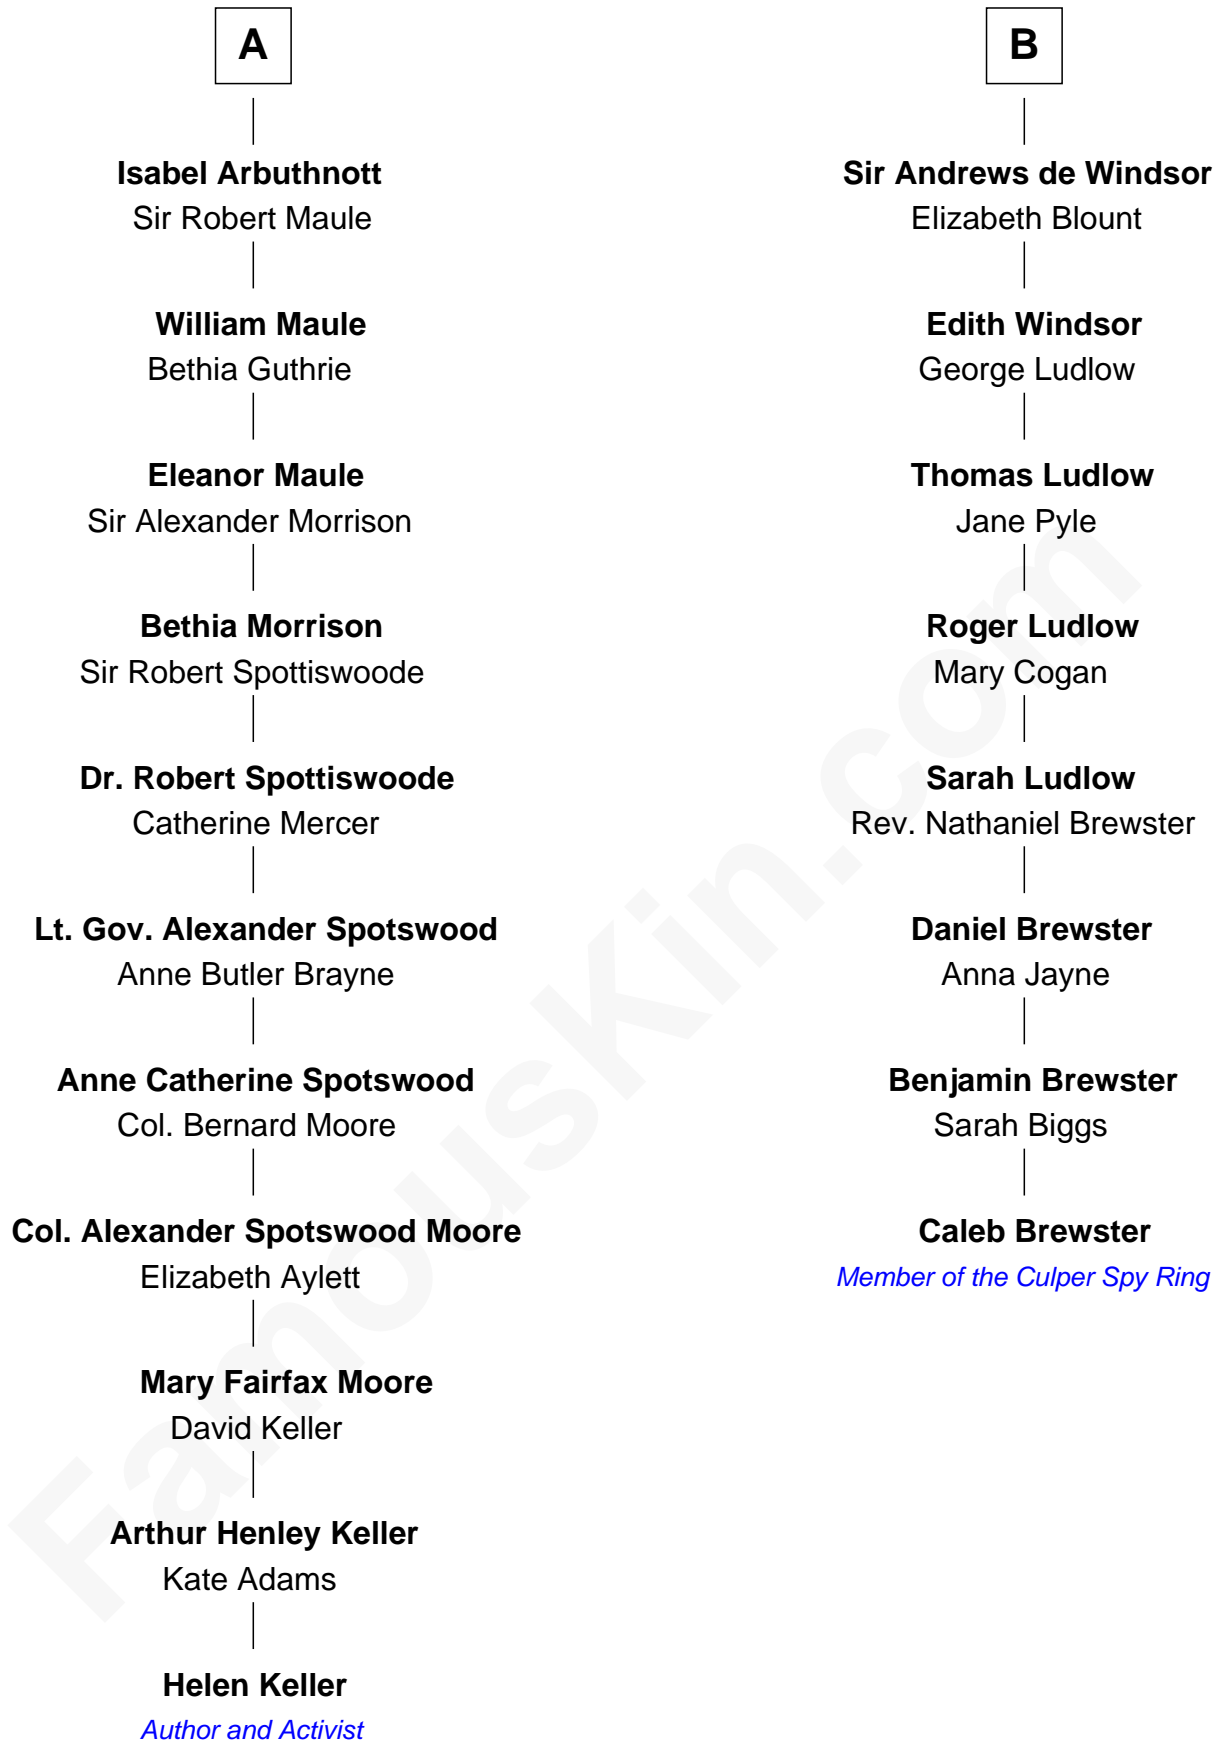 A
Isabel Arbuthnott
Sir Robert Maule
William Maule
Bethia Guthrie
Eleanor Maule
Sir Alexander Morrison
Bethia Morrison
Sir Robert Spottiswoode
Dr. Robert Spottiswoode
Catherine Mercer
Lt. Gov. Alexander Spotswood
Anne Butler Brayne
Anne Catherine Spotswood
Col. Bernard Moore
Col. Alexander Spotswood Moore
Elizabeth Aylett
Mary Fairfax Moore
David Keller
Arthur Henley Keller
Kate Adams
Helen Keller
Author and Activist
B
Sir Andrews de Windsor
Elizabeth Blount
Edith Windsor
George Ludlow
Thomas Ludlow
Jane Pyle
Roger Ludlow
Mary Cogan
Sarah Ludlow
Rev. Nathaniel Brewster
Daniel Brewster
Anna Jayne
Benjamin Brewster
Sarah Biggs
Caleb Brewster
Member of the Culper Spy Ring
FamousKin.com